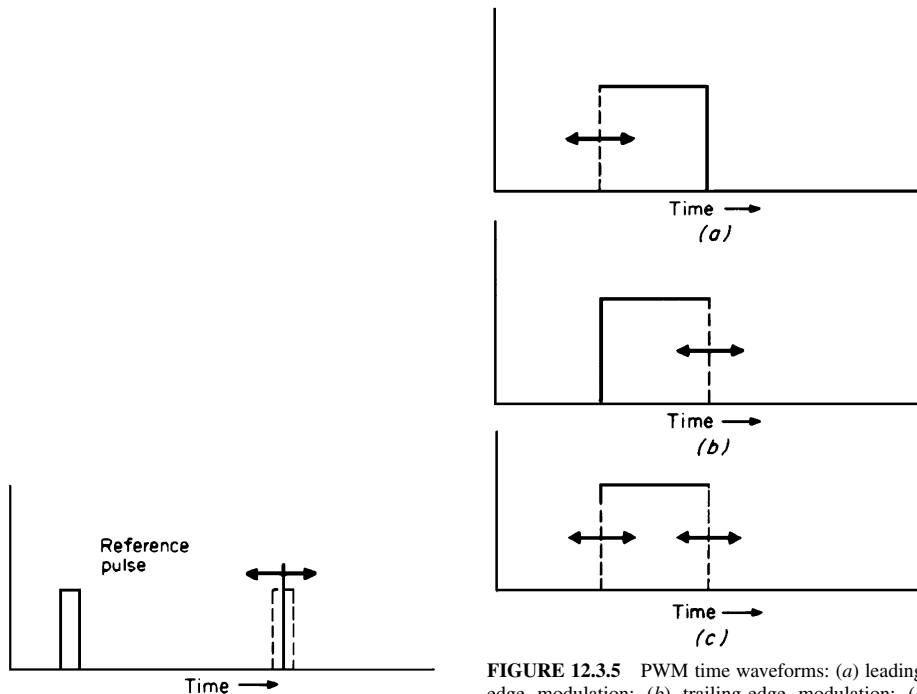 Time
(a)
Time
(b)
Time
(c)
Reference
pulse
Time
FIGURE 12.3.5 PWM time waveforms: (a) leading
edge modulation; (b) trailing-edge modulation;